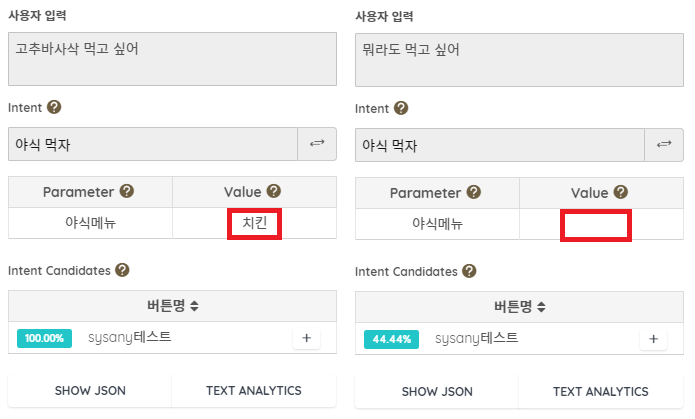 사용자 입력
고추바사삭 먹고 싶어
Intent ?
야식 먹자
Parameter ? Value ?
야식메뉴 치킨
Intent Candidates ?
버튼명
100.00% sysany테스트 +
SHOW JSON TEXT ANALYTICS
사용자 입력
뭐라도 먹고 싶어
Intent ?
야식 먹자
Parameter ? Value ?
야식메뉴
Intent Candidates ?
버튼명
44.44% sysany테스트 +
SHOW JSON TEXT ANALYTICS